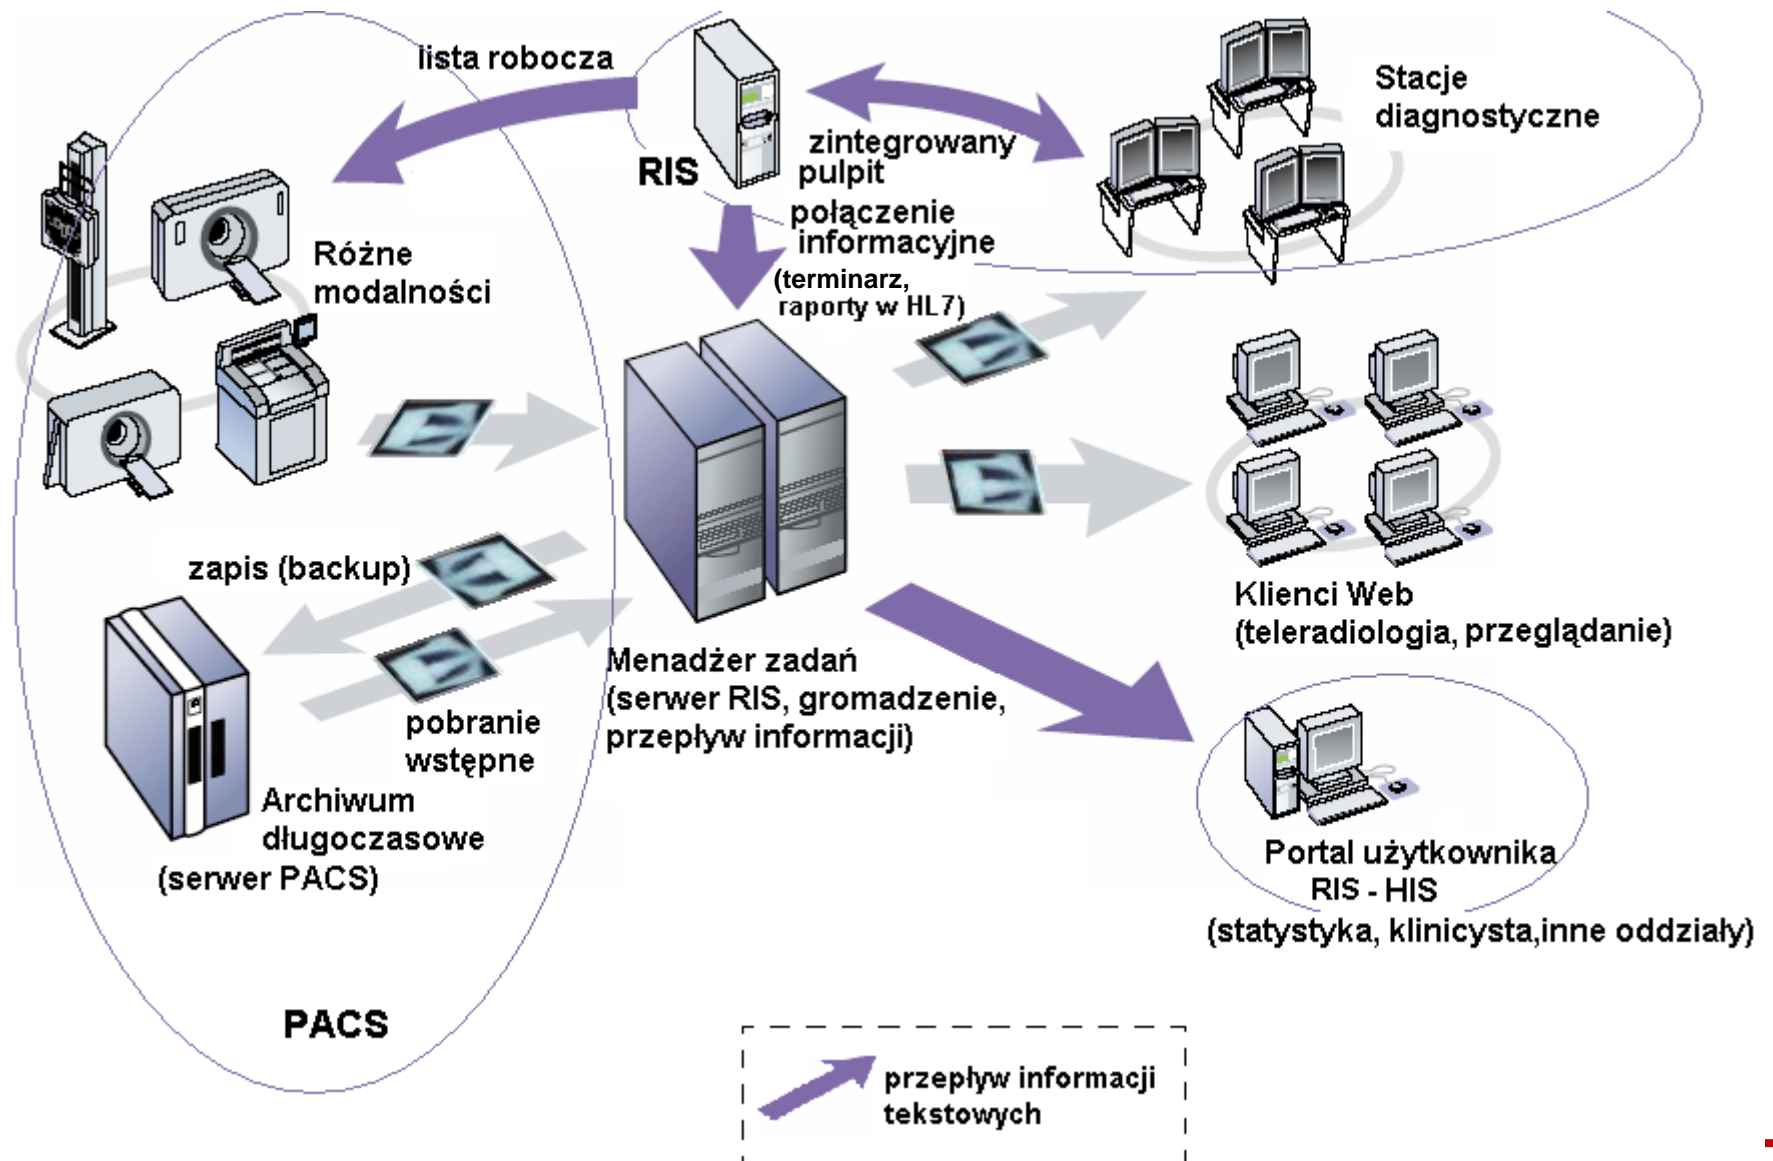 lista robocza
RIS
zintegrowany
pulpit
połączenie
informacyjne
(terminarz,
raporty w HL7)
Stacje
diagnostyczne
Różne
modalności
zapis (backup)
pobranie
wstępne
Archiwum
długoczasowe
(serwer PACS)
PACS
Menadżer zadań
(serwer RIS, gromadzenie,
przepływ informacji)
Klienci Web
(teleradiologia, przeglądanie)
Portal użytkownika
RIS - HIS
(statystyka, klinicysta,inne oddziały)
przepływ informacji
tekstowych